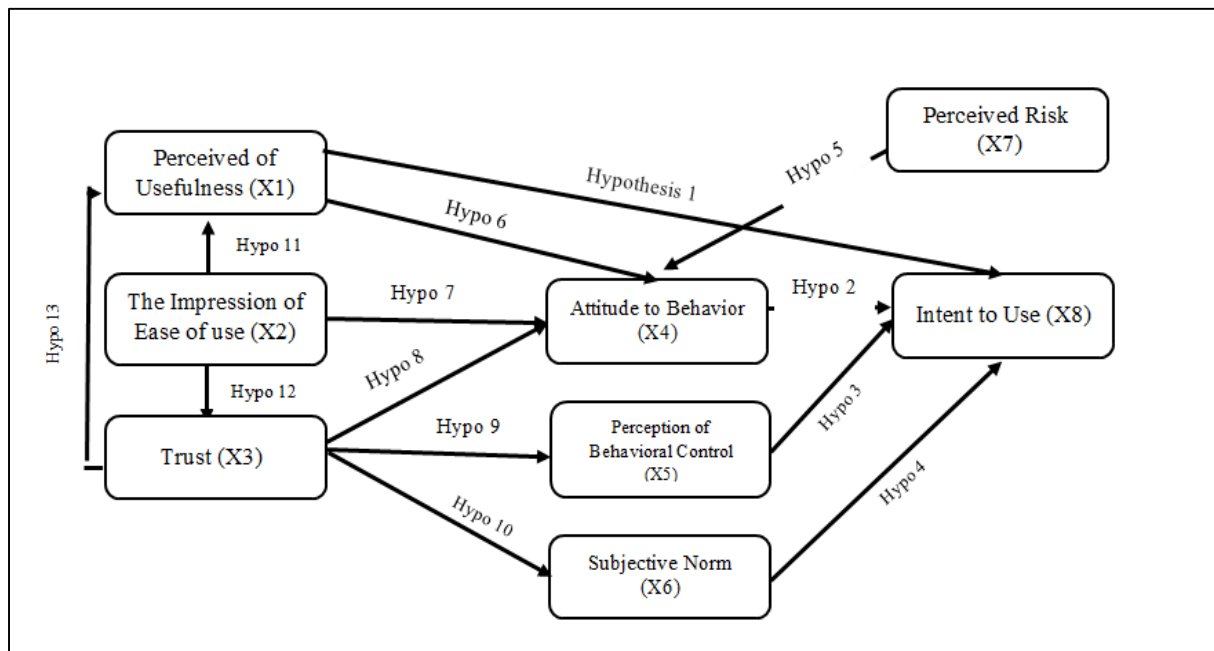 Perceived Risk
(X7)
Perceived of
Usefulness (X1)
Hypo 5
Hypothesis 1
Hypo 6
Hypo 11
Hypo 13
The Impression of
Ease of use (X2)
Hypo 7
Attitude to Behavior
(X4)
Hypo 2
Intent to Use (X8)
Hypo 8
Hypo 12
Hypo 3
Trust (X3)
Hypo 9
Perception of
Behavioral Control
(X5)
Hypo 4
Hypo 10
Subjective Norm
(X6)